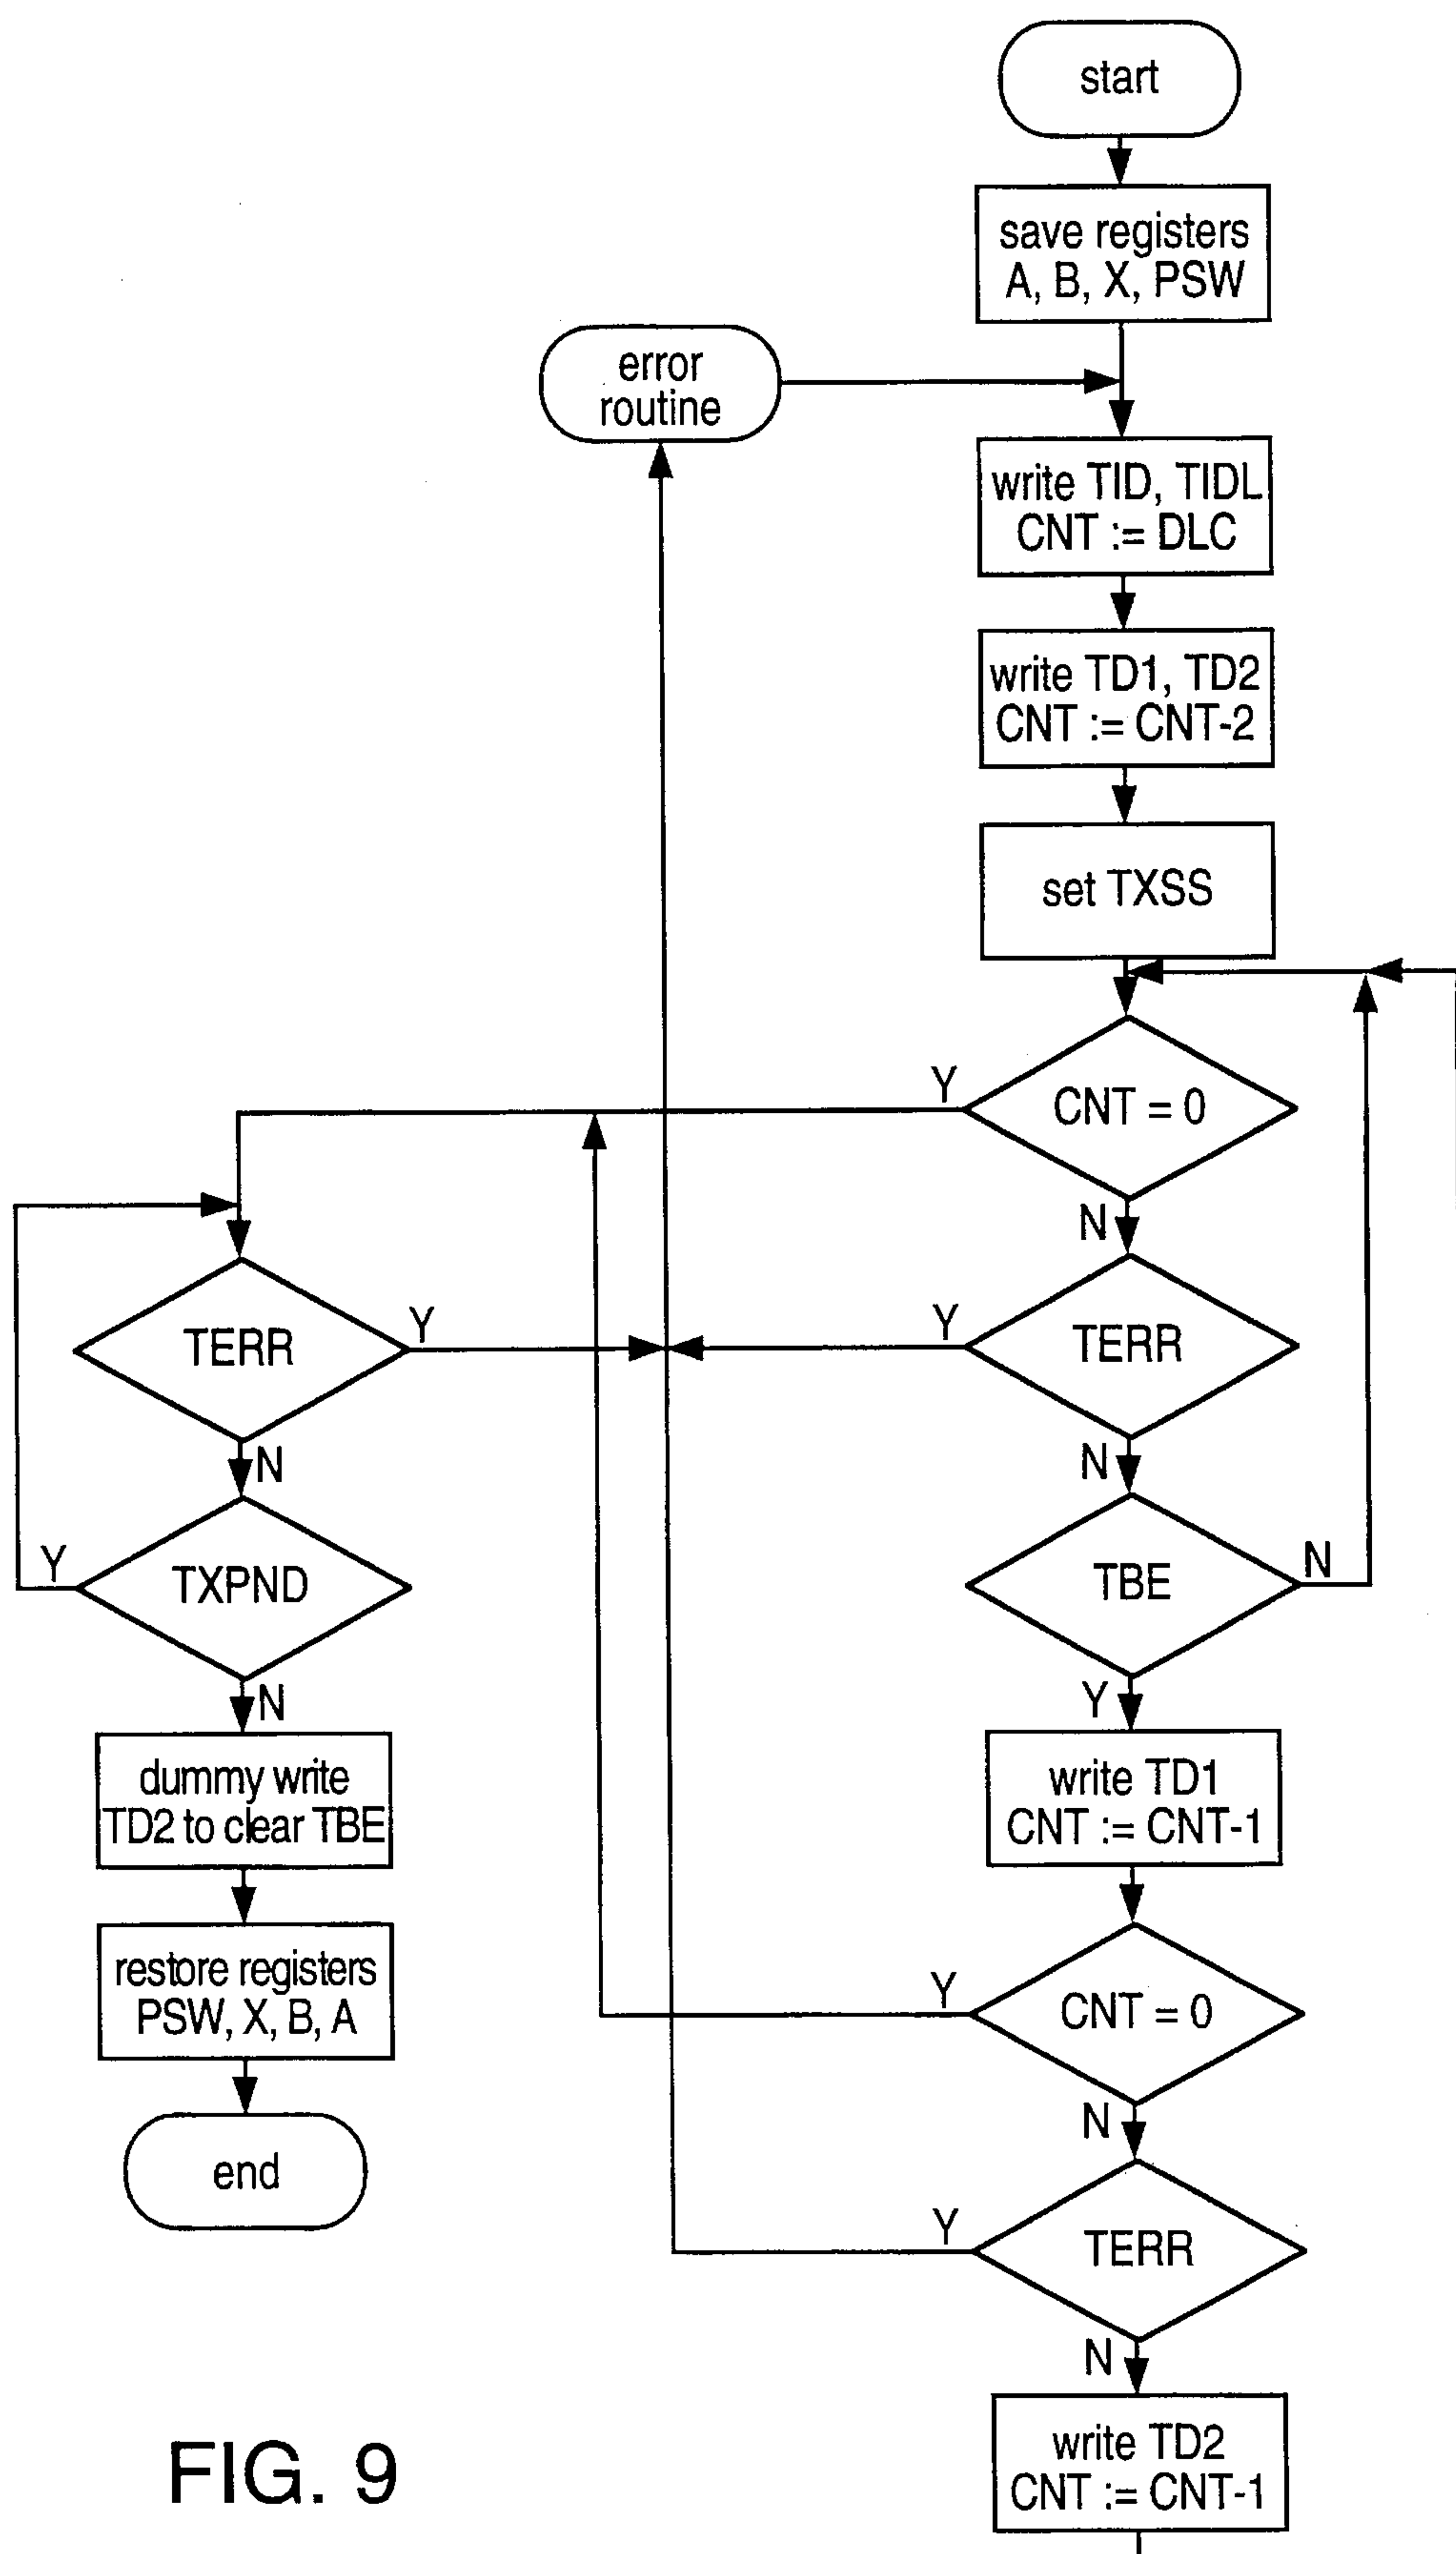 start
save registers
A, B, X, PSW
error
routine
write TID, TIDL
CNT := DLC
write TD1, TD2
CNT := CNT-2
set TXSS
CNT = 0
Y
N
TERR
Y
N
TERR
Y
N
TXPND
Y
N
TBE
N
Y
dummy write
TD2 to clear TBE
write TD1
CNT := CNT-1
restore registers
PSW, X, B, A
CNT = 0
Y
N
end
TERR
Y
N
write TD2
CNT := CNT-1
FIG. 9